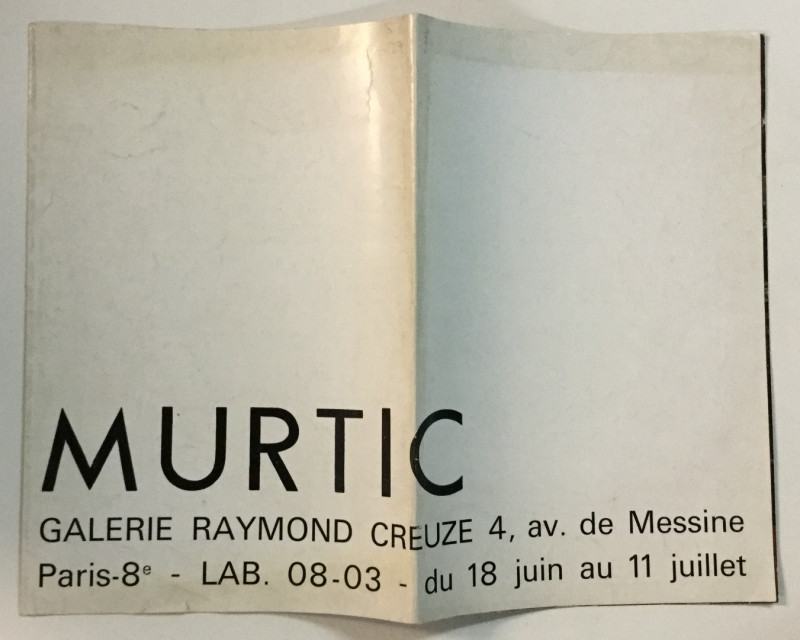 MURTIC
GALERIE RAYMOND CREUZE 4, av. de Messine
Paris-8e - LAB. 08-03 - du 18 juin au 11 juillet